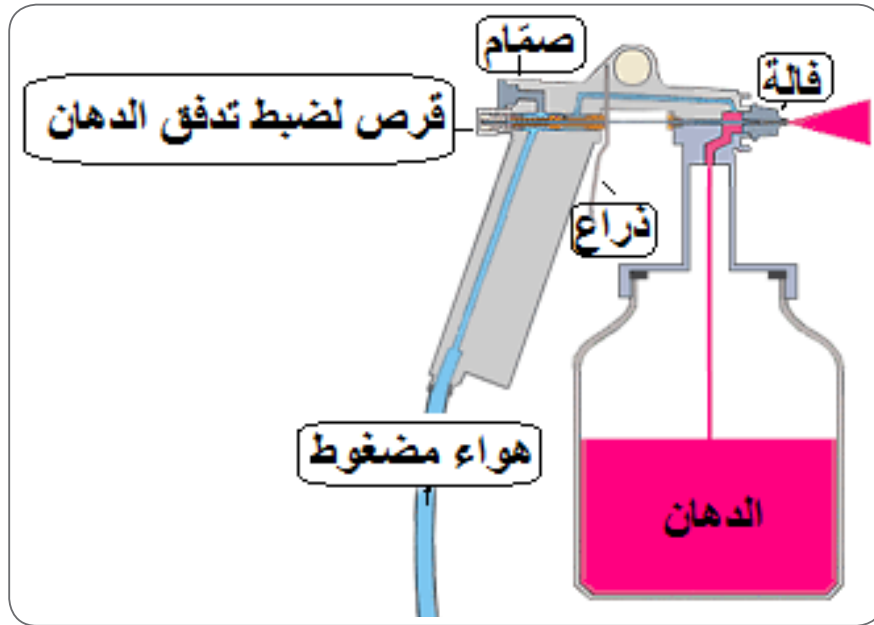 صمّام
فالة
قرص لضبط تدفق الدهان
ذراع
هواء مضغوط
الدهان